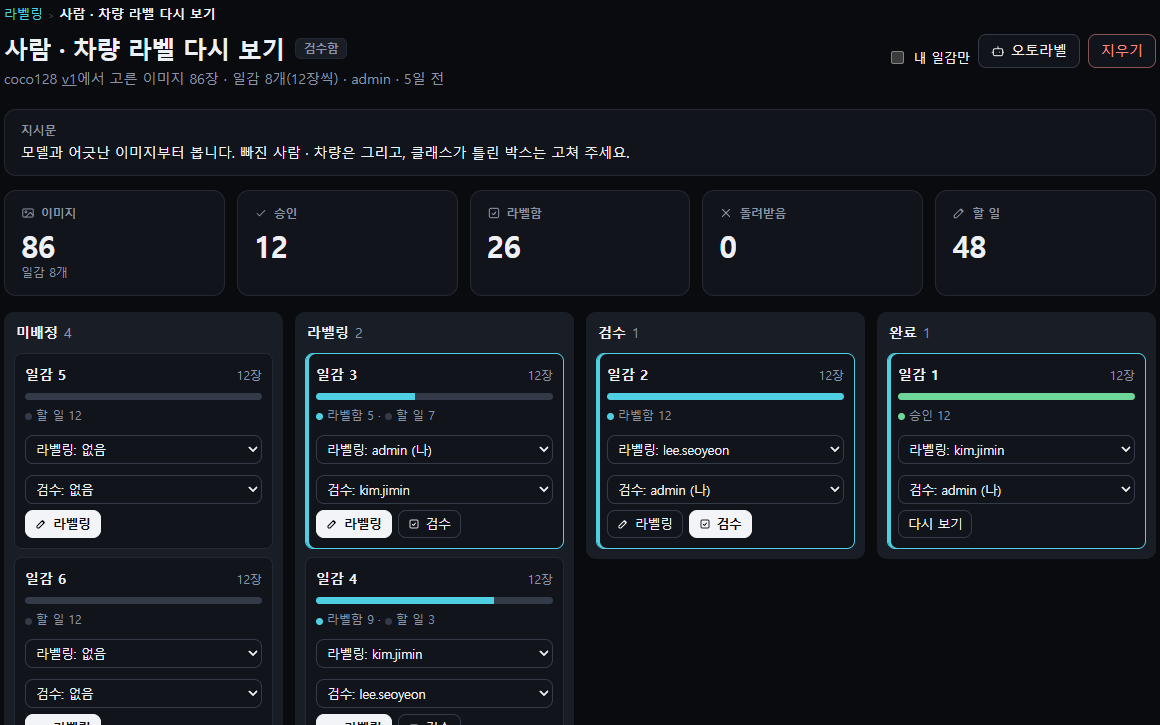 라벨링 › 사람 · 차량 라벨 다시 보기
사람 · 차량 라벨 다시 보기 검수함
내 일감만 오토라벨 지우기
coco128 v1에서 고른 이미지 86장 · 일감 8개(12장씩) · admin · 5일 전
지시문
모델과 어긋난 이미지부터 봅니다. 빠진 사람 · 차량은 그리고, 클래스가 틀린 박스는 고쳐 주세요.
이미지
86
일감 8개
승인
12
라벨함
26
돌려받음
0
할 일
48
미배정 4
일감 5 12장
할 일 12
라벨링: 없음
검수: 없음
라벨링
일감 6 12장
할 일 12
라벨링: 없음
검수: 없음
라벨링
라벨링 2
일감 3 12장
라벨함 5 · 할 일 7
라벨링: admin (나)
검수: kim.jimin
라벨링 검수
일감 4 12장
라벨함 9 · 할 일 3
라벨링: kim.jimin
검수: lee.seoyeon
라벨링 검수
검수 1
일감 2 12장
라벨함 12
라벨링: lee.seoyeon
검수: admin (나)
라벨링 검수
완료 1
일감 1 12장
승인 12
라벨링: kim.jimin
검수: admin (나)
다시 보기